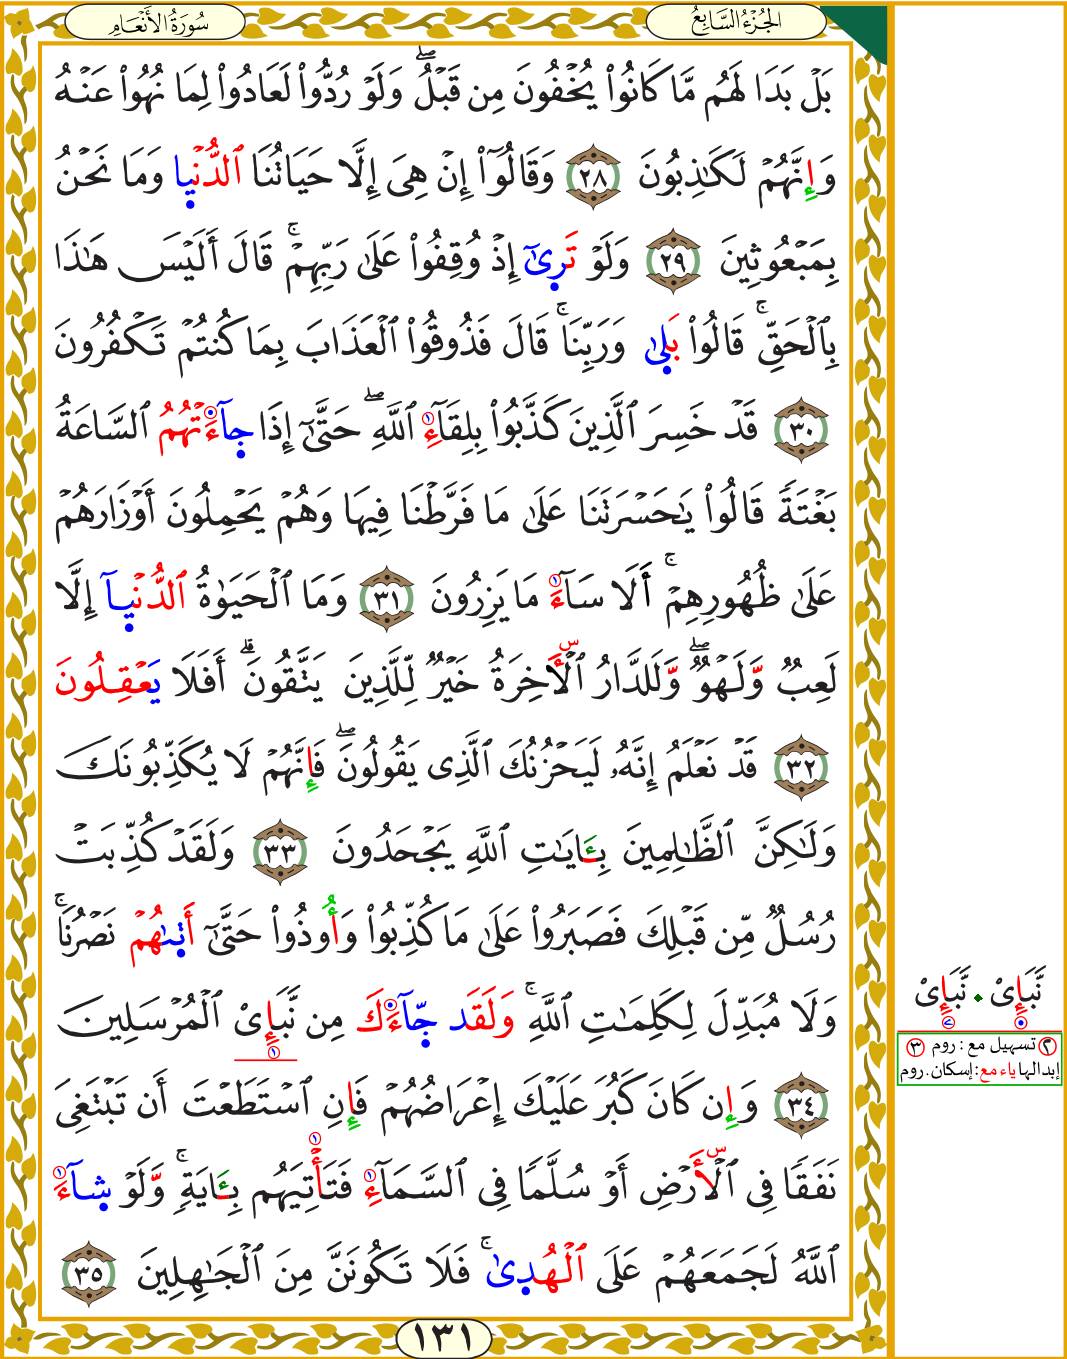 سُورَةُ الأَنْعَامِ
الجُزْءُ السَّابِعُ
بَلْ بَدَا لَهُم مَّا كَانُوا۟ يُخْفُونَ مِن قَبْلُ ۖ وَلَوْ رُدُّوا۟ لَعَادُوا۟ لِمَا نُهُوا۟ عَنْهُ
وَإِنَّهُمْ لَكَـٰذِبُونَ ٢٨ وَقَالُوٓا۟ إِنْ هِىَ إِلَّا حَيَاتُنَا ٱلدُّنْيٜا وَمَا نَحْنُ
بِمَبْعُوثِينَ ٢٩ وَلَوْ تَرٜىٰٓ إِذْ وُقِفُوا۟ عَلَىٰ رَبِّهِمْ ۚ قَالَ أَلَيْسَ هَـٰذَا
بِٱلْحَقِّ ۚ قَالُوا۟ بَلٜىٰ وَرَبِّنَا ۚ قَالَ فَذُوقُوا۟ ٱلْعَذَابَ بِمَا كُنتُمْ تَكْفُرُونَ
٣٠ قَدْ خَسِرَ ٱلَّذِينَ كَذَّبُوا۟ بِلِقَآءِ ٱللَّهِ ۖ حَتَّىٰٓ إِذَا جٜآءَتْهُمُ ٱلسَّاعَةُ
بَغْتَةً قَالُوا۟ يَـٰحَسْرَتَنَا عَلَىٰ مَا فَرَّطْنَا فِيهَا وَهُمْ يَحْمِلُونَ أَوْزَارَهُمْ
عَلَىٰ ظُهُورِهِمْ ۚ أَلَا سَآءَ مَا يَزِرُونَ ٣١ وَمَا ٱلْحَيَوٰةُ ٱلدُّنْيٜآ إِلَّا
لَعِبٌ وَّلَهْوٌ ۖ وَّلَلدَّارُ ٱلْأَخِرَةُ خَيْرٌ لِّلَّذِينَ يَتَّقُونَ ۗ أَفَلَا يَعْقِلُونَ
٣٢ قَدْ نَعْلَمُ إِنَّهُۥ لَيَحْزُنُكَ ٱلَّذِى يَقُولُونَ ۖ فَإِنَّهُمْ لَا يُكَذِّبُونَكَ
وَلَـٰكِنَّ ٱلظَّـٰلِمِينَ بِـَٔايَـٰتِ ٱللَّهِ يَجْحَدُونَ ٣٣ وَلَقَدْ كُذِّبَتْ
رُسُلٌ مِّن قَبْلِكَ فَصَبَرُوا۟ عَلَىٰ مَا كُذِّبُوا۟ وَأُوذُوا۟ حَتَّىٰٓ أَتٜىٰهُمْ نَصْرُنَا ۚ
وَلَا مُبَدِّلَ لِكَلِمَـٰتِ ٱللَّهِ ۚ وَلَقَد جّٜآءَكَ مِن نَّبَإِىْ ٱلْمُرْسَلِينَ
نَّبَإِىْ . نَّبَإِىْ
٢ تسهيل مع : روم ٣
إبدالها ياء مع : إسكان . روم
٣٤ وَإِن كَانَ كَبُرَ عَلَيْكَ إِعْرَاضُهُمْ فَإِنِ ٱسْتَطَعْتَ أَن تَبْتَغِىَ
نَفَقًا فِى ٱلْأَرْضِ أَوْ سُلَّمًا فِى ٱلسَّمَآءِ فَتَأْتِيَهُم بِـَٔايَةٍ ۚ وَّلَوْ شٜآءَ
ٱللَّهُ لَجَمَعَهُمْ عَلَى ٱلْهُدٜىٰ ۚ فَلَا تَكُونَنَّ مِنَ ٱلْجَـٰهِلِينَ ٣٥
١٣١